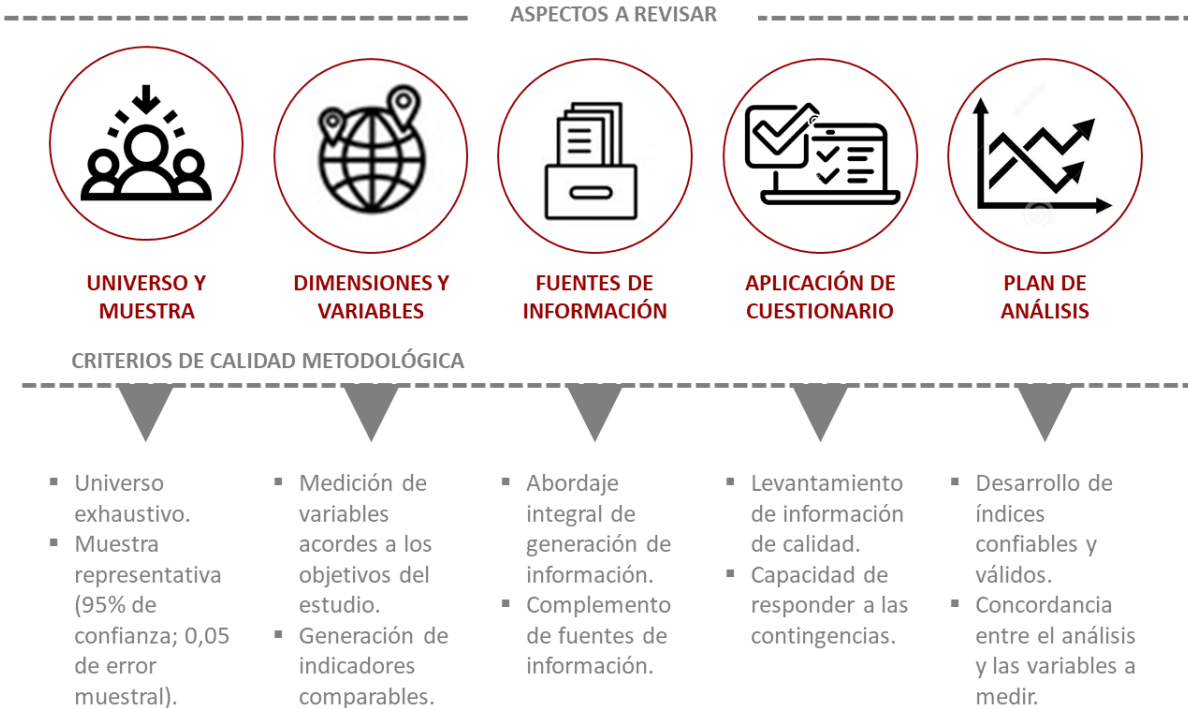 ASPECTOS A REVISAR
UNIVERSO Y
MUESTRA
DIMENSIONES Y
VARIABLES
FUENTES DE
INFORMACIÓN
APLICACIÓN DE
CUESTIONARIO
PLAN DE
ANÁLISIS
CRITERIOS DE CALIDAD METODOLÓGICA
▪ Universo
exhaustivo.
▪ Muestra
representativa
(95% de
confianza; 0,05
de error
muestral).
▪ Medición de
variables
acordes a los
objetivos del
estudio.
▪ Generación de
indicadores
comparables.
▪ Abordaje
integral de
generación de
información.
▪ Complemento
de fuentes de
información.
▪ Levantamiento
de información
de calidad.
▪ Capacidad de
responder a las
contingencias.
▪ Desarrollo de
índices
confiables y
válidos.
▪ Concordancia
entre el análisis
y las variables a
medir.